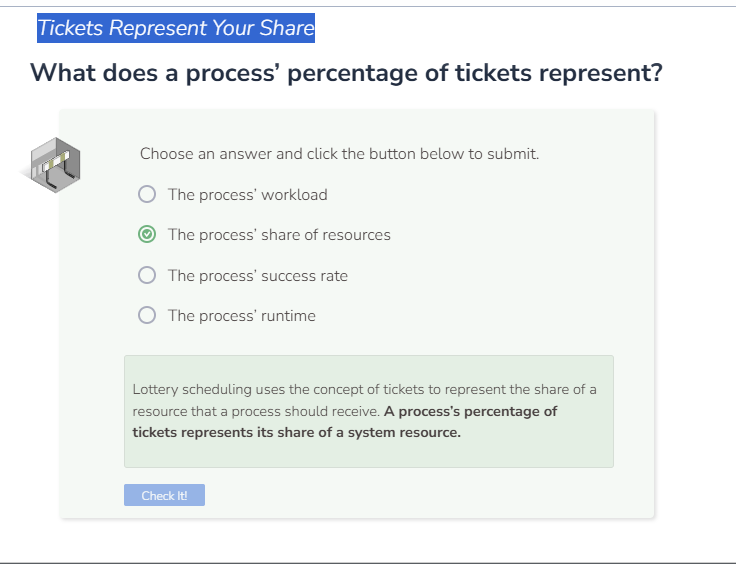 Tickets Represent Your Share
What does a process’ percentage of tickets represent?
Choose an answer and click the button below to submit.
The process’ workload
The process’ share of resources
The process’ success rate
The process’ runtime
Lottery scheduling uses the concept of tickets to represent the share of a
resource that a process should receive. A process’s percentage of
tickets represents its share of a system resource.
Check It!